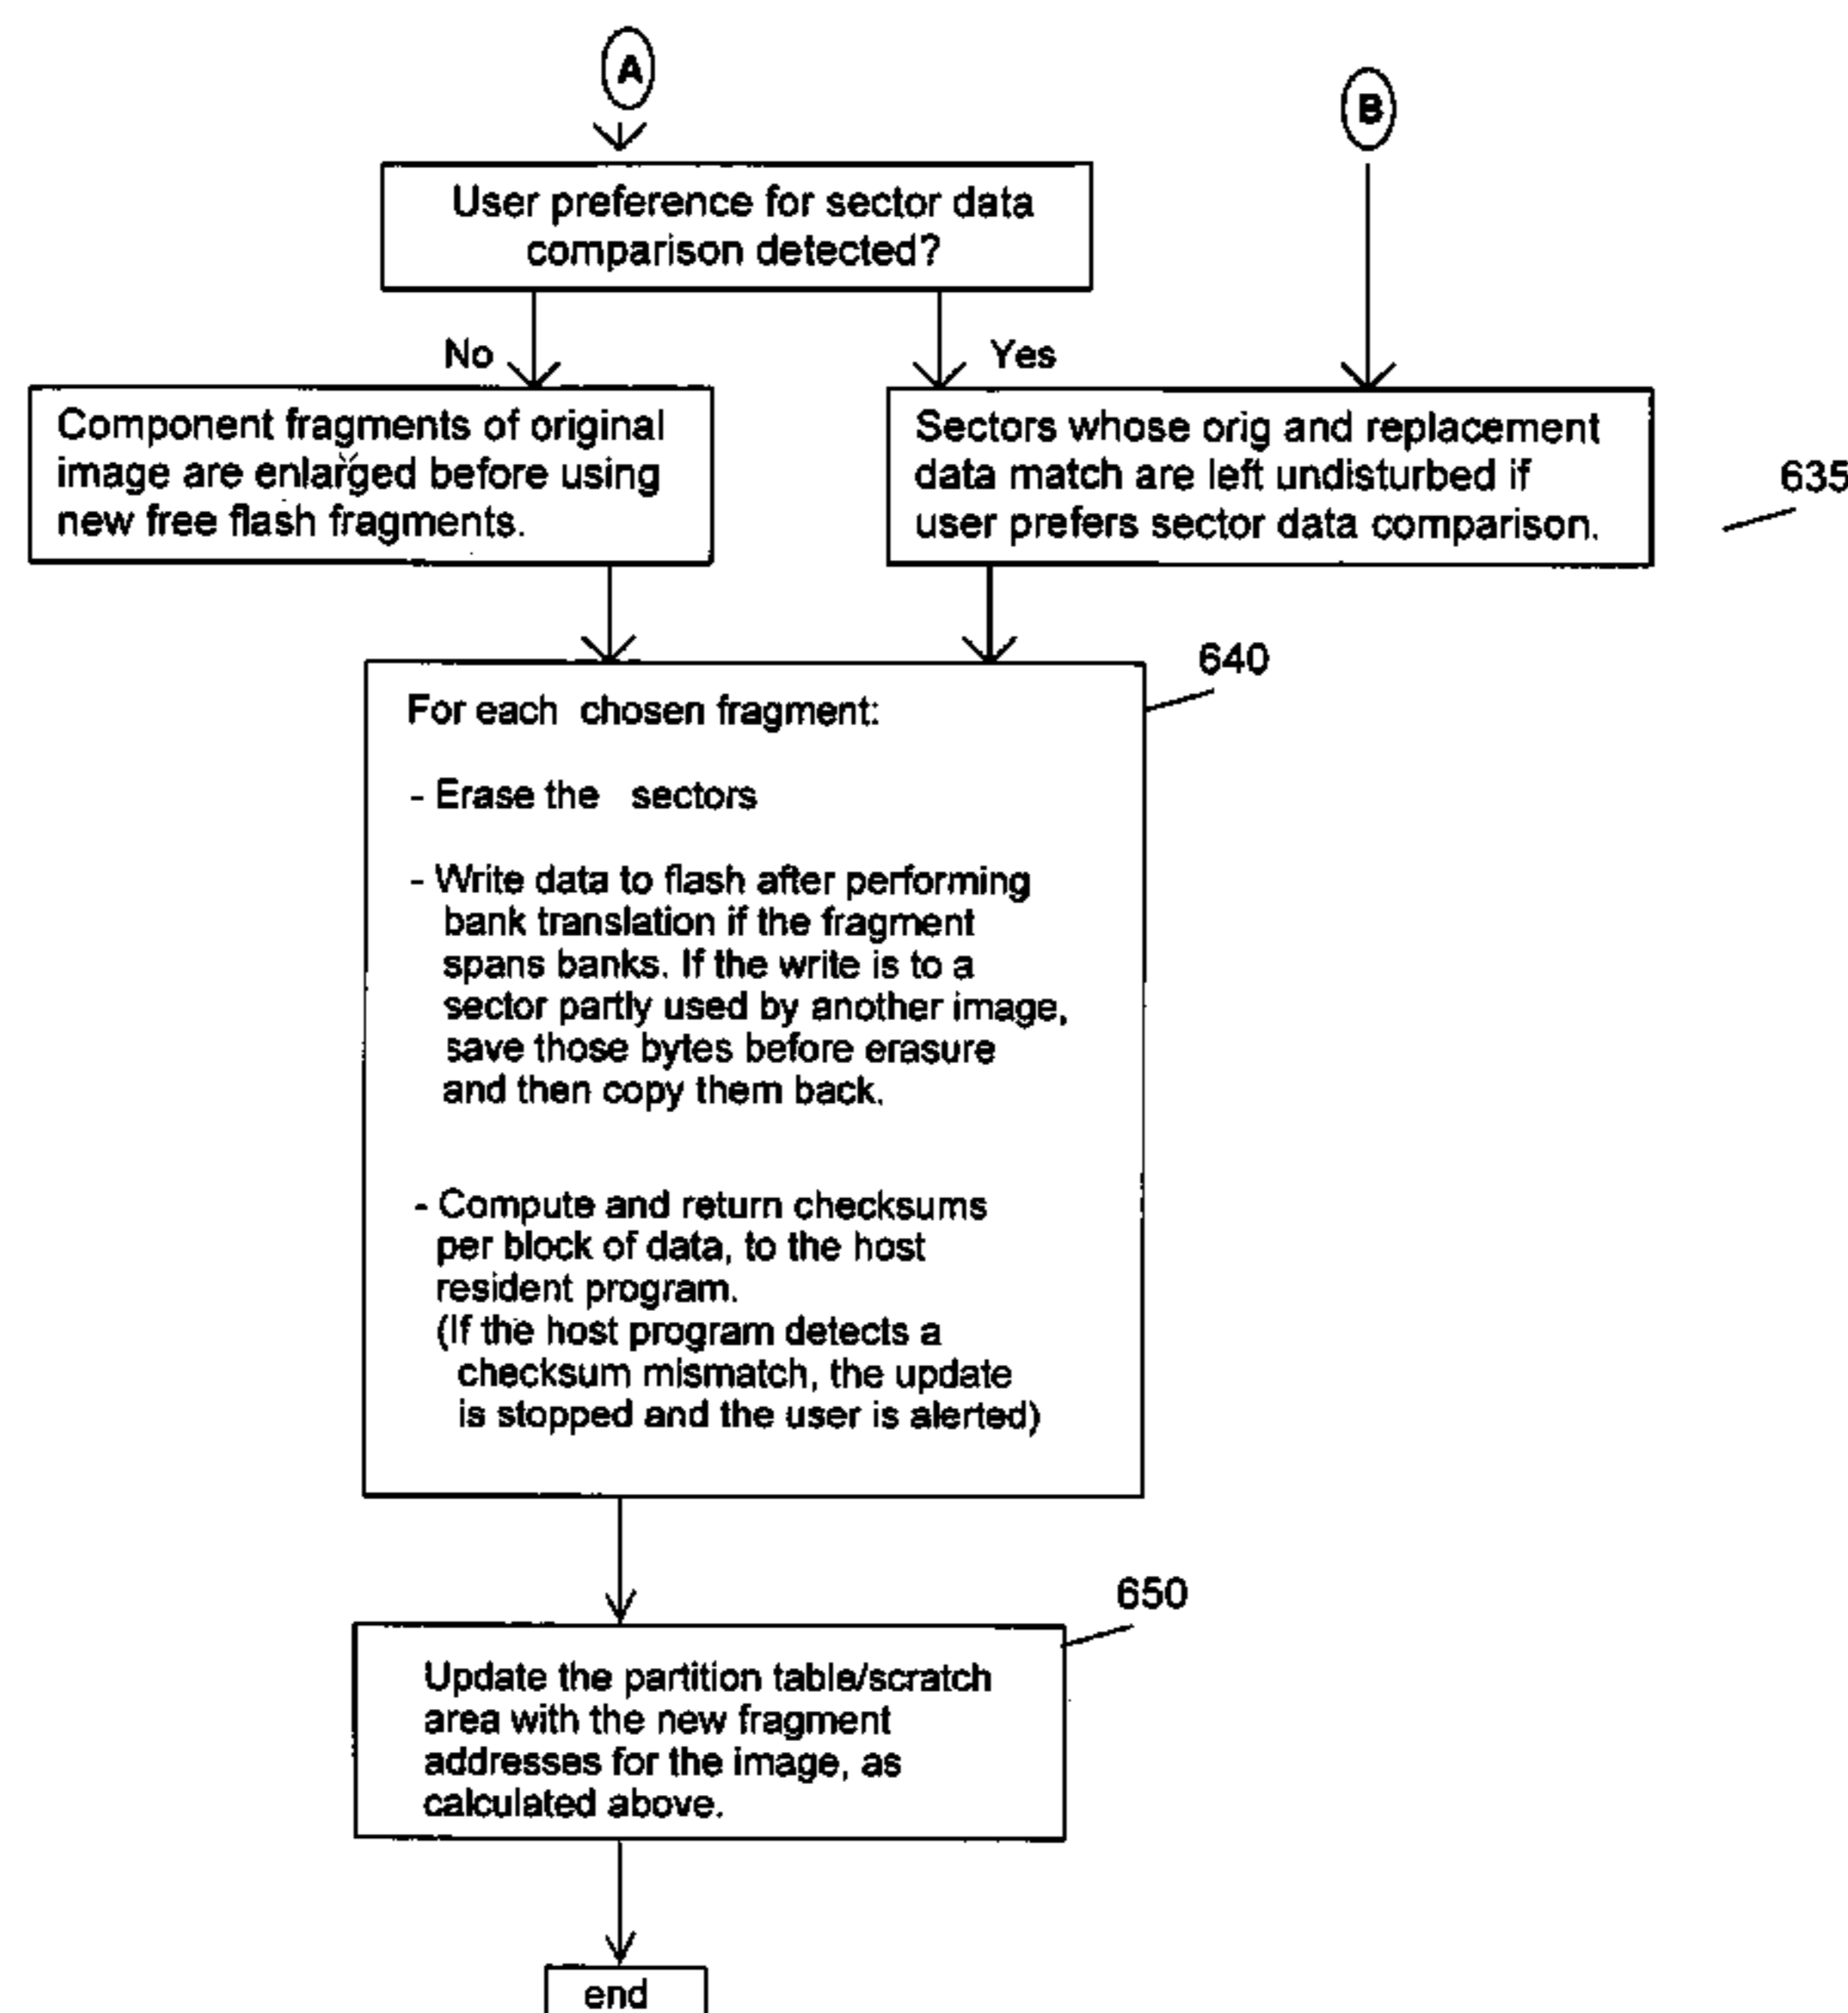 A
B
User preference for sector data
comparison detected?
No
Yes
Component fragments of original
image are enlarged before using
new free flash fragments.
Sectors whose orig and replacement
data match are left undisturbed if
user prefers sector data comparison.
635
640
For each chosen fragment:
- Erase the sectors
- Write data to flash after performing
bank translation if the fragment
spans banks. If the write is to a
sector partly used by another image,
save those bytes before erasure
and then copy them back.
- Compute and return checksums
per block of data, to the host
resident program.
(If the host program detects a
checksum mismatch, the update
is stopped and the user is alerted)
650
Update the partition table/scratch
area with the new fragment
addresses for the image, as
calculated above.
end